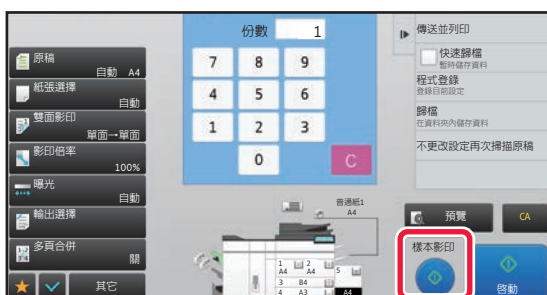 份數 1
原稿
自動 A4
紙張選擇
自動
雙面影印
單面→單面
影印倍率
100%
曝光
自動
輸出選擇
多頁合併
關
其它
7 8 9
4 5 6
1 2 3
0 C
普通紙1
A4
1 A4
2 A4
3 B4
4 A3
5
A4
傳送並列印
快速歸檔
暫時儲存資料
程式登錄
登錄目前設定
歸檔
在資料夾內儲存資料
不更改設定再次掃描原稿
預覽 CA
樣本影印
啓動